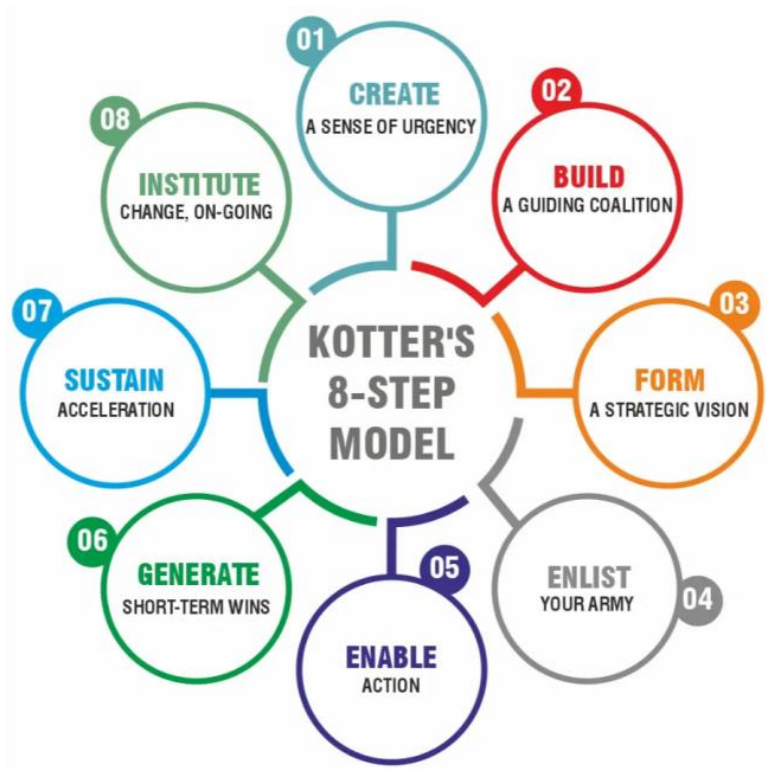 KOTTER'S
8-STEP
MODEL
01
CREATE
A SENSE OF URGENCY
02
BUILD
A GUIDING COALITION
03
FORM
A STRATEGIC VISION
04
ENLIST
YOUR ARMY
05
ENABLE
ACTION
06
GENERATE
SHORT-TERM WINS
07
SUSTAIN
ACCELERATION
08
INSTITUTE
CHANGE, ON-GOING